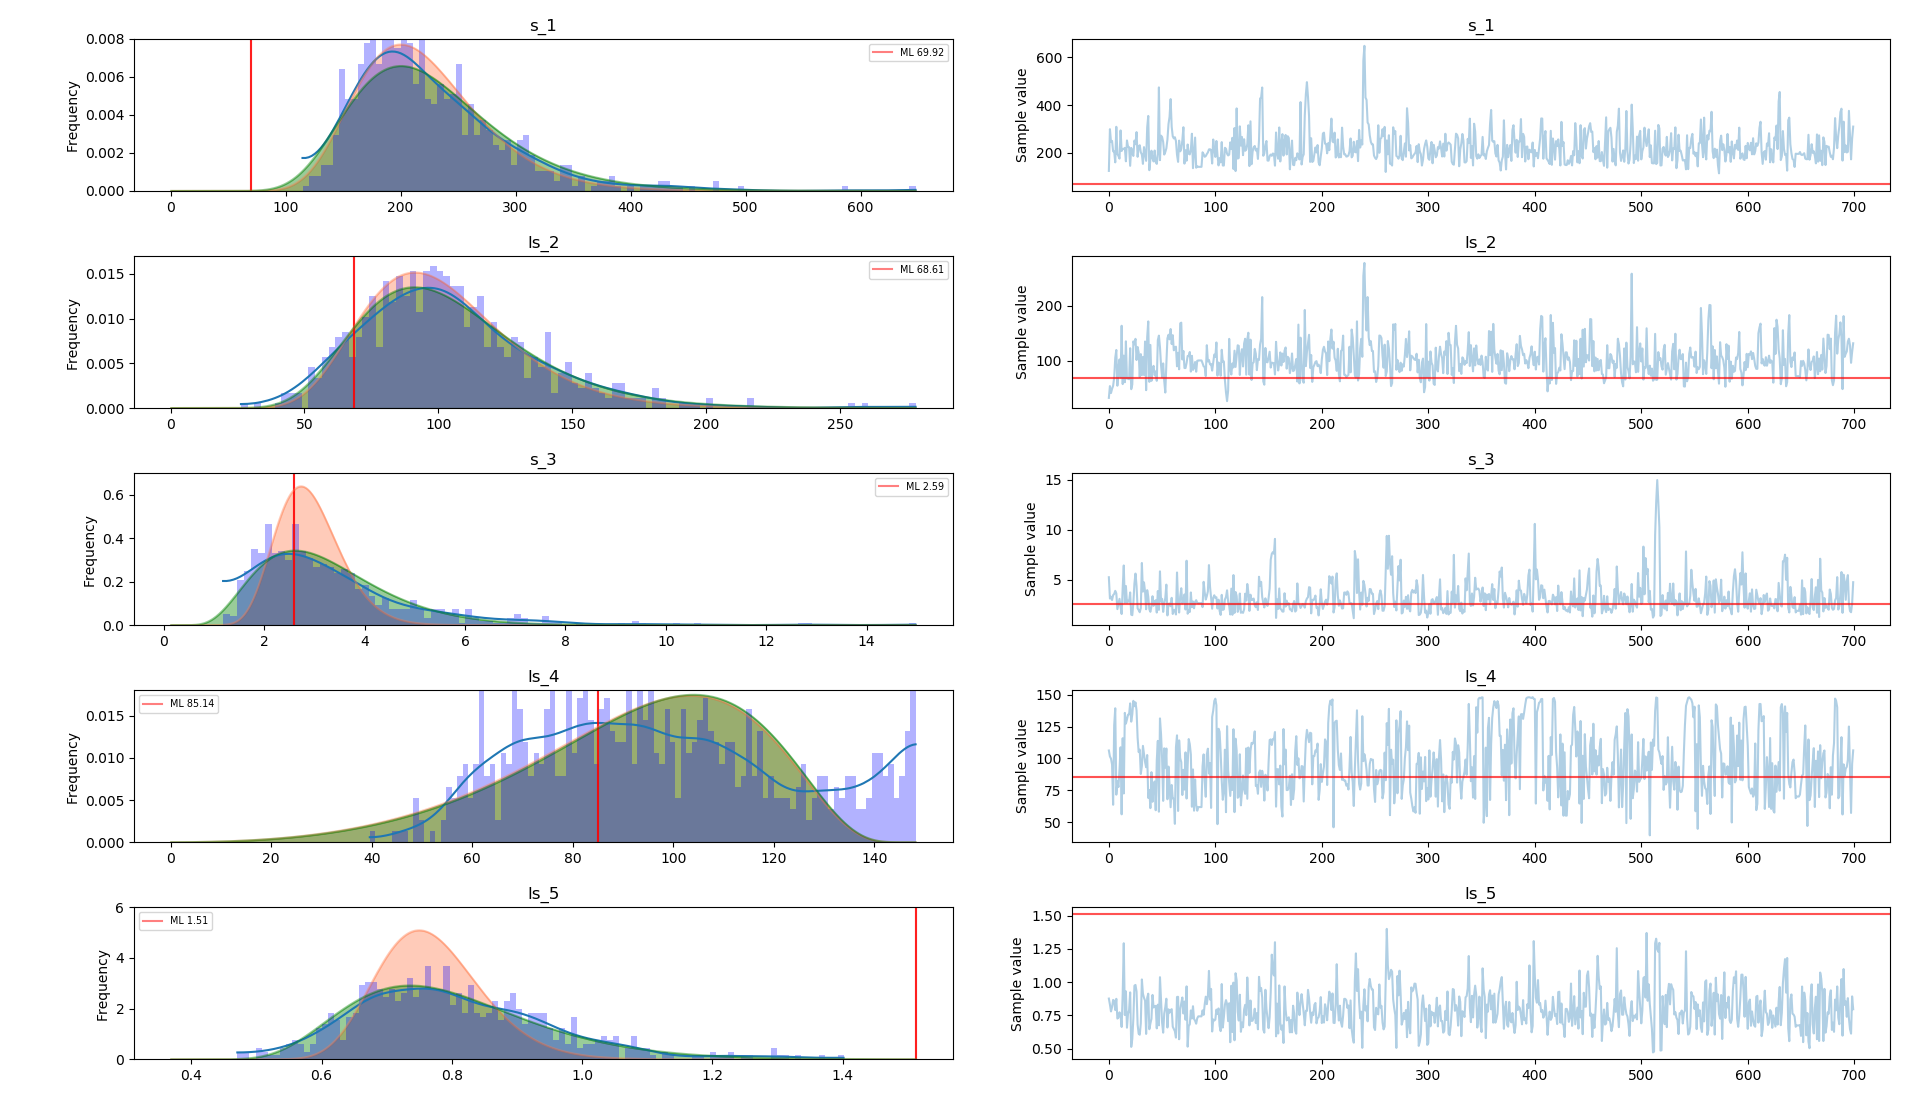 s_1
0.008
0.006
0.004
0.002
0.000
Frequency
ML 69.92
0 100 200 300 400 500 600
s_1
600
400
200
Sample value
0 100 200 300 400 500 600 700
ls_2
0.015
0.010
0.005
0.000
Frequency
ML 68.61
0 50 100 150 200 250
ls_2
200
100
Sample value
0 100 200 300 400 500 600 700
s_3
0.6
0.4
0.2
0.0
Frequency
ML 2.59
0 2 4 6 8 10 12 14
s_3
15
10
5
Sample value
0 100 200 300 400 500 600 700
ls_4
0.015
0.010
0.005
0.000
Frequency
ML 85.14
0 20 40 60 80 100 120 140
ls_4
150
125
100
75
50
Sample value
0 100 200 300 400 500 600 700
ls_5
6
4
2
0
Frequency
ML 1.51
0.4 0.6 0.8 1.0 1.2 1.4
ls_5
1.50
1.25
1.00
0.75
0.50
Sample value
0 100 200 300 400 500 600 700